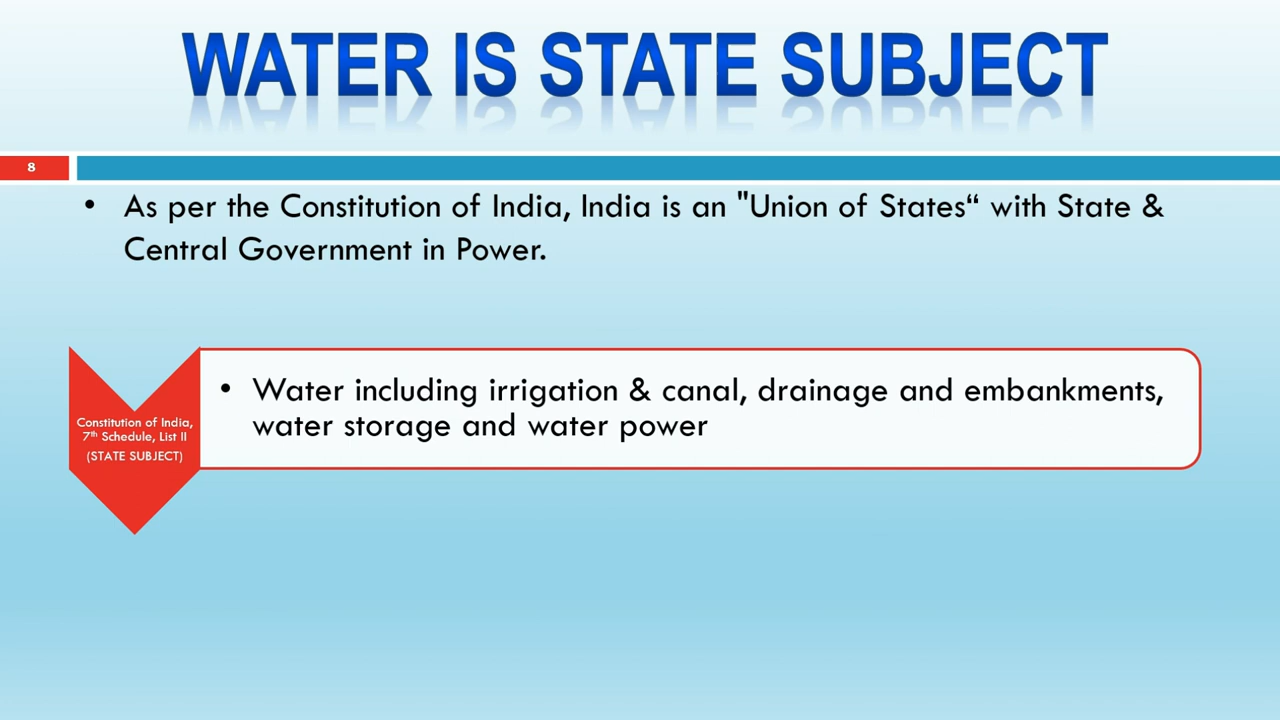 WATER IS STATE SUBJECT
8
• As per the Constitution of India, India is an "Union of States“ with State &
Central Government in Power.
Constitution of India,
7th Schedule, List II
(STATE SUBJECT)
• Water including irrigation & canal, drainage and embankments,
water storage and water power